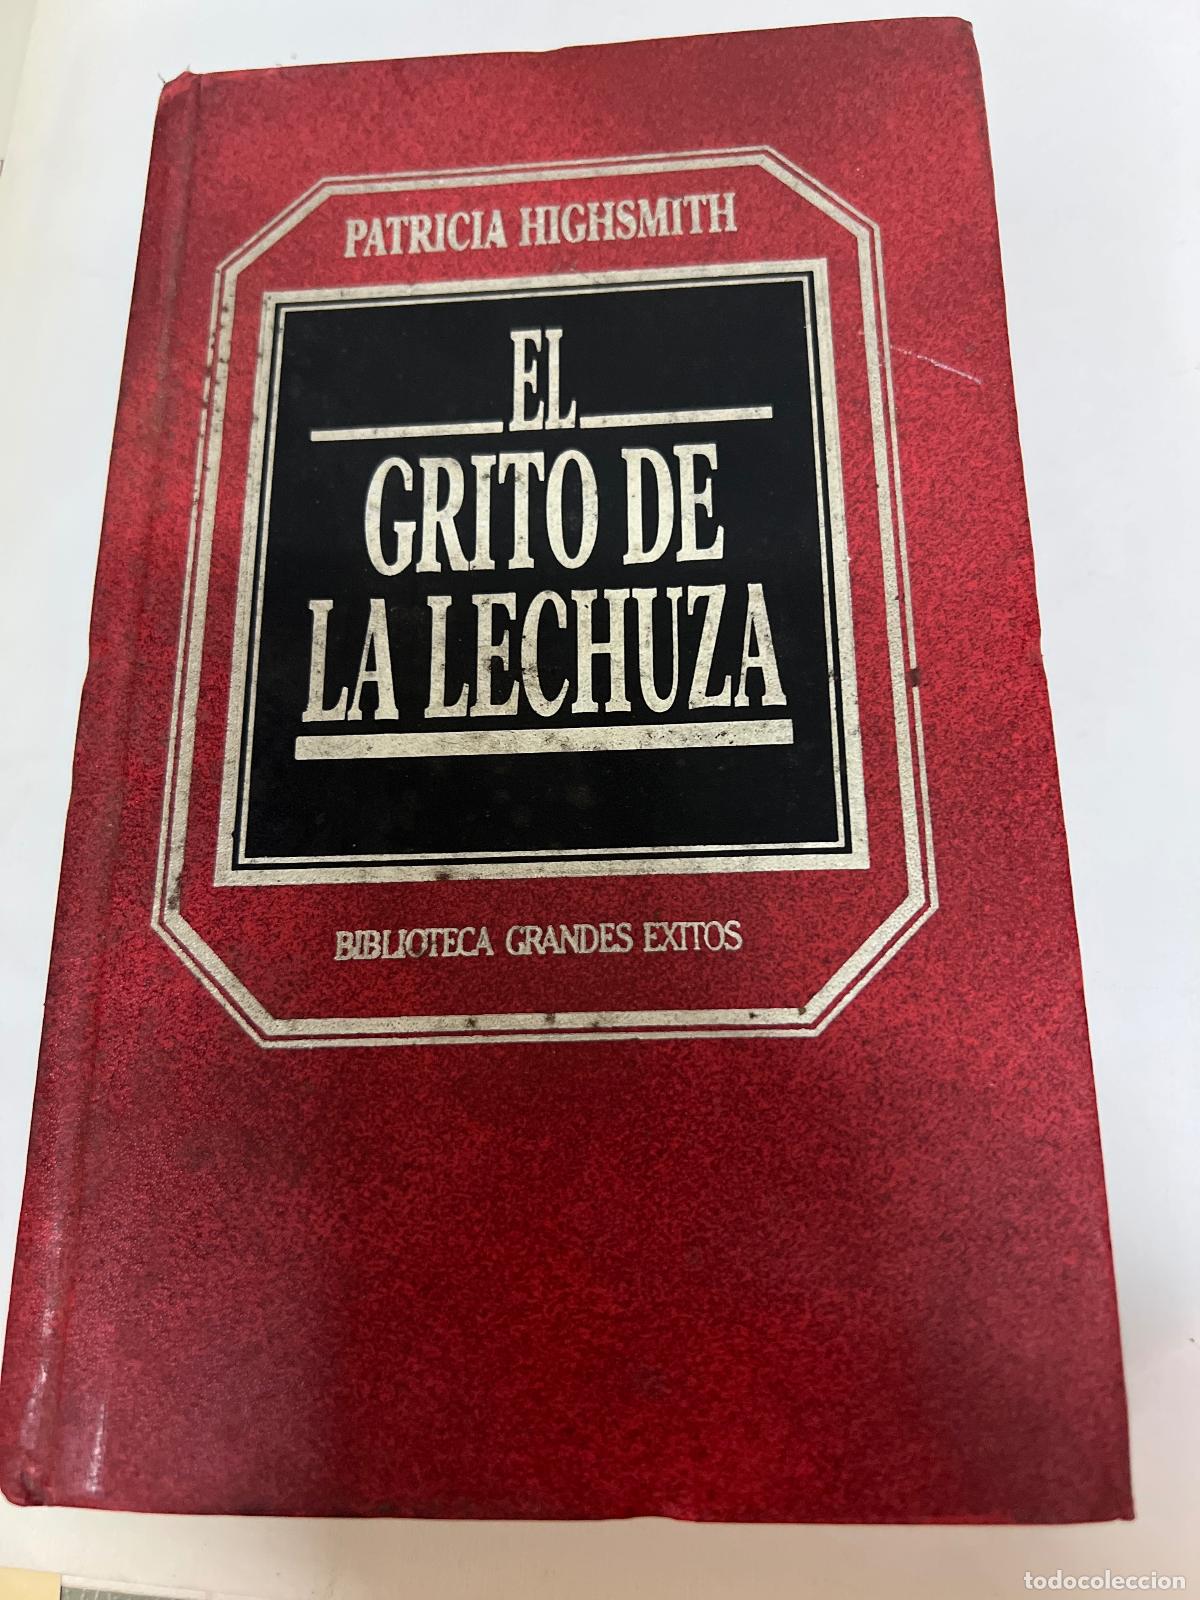 PATRICIA HIGHSMITH
EL
GRITO DE
LA LECHUZA
BIBLIOTECA GRANDES EXITOS
todocoleccion